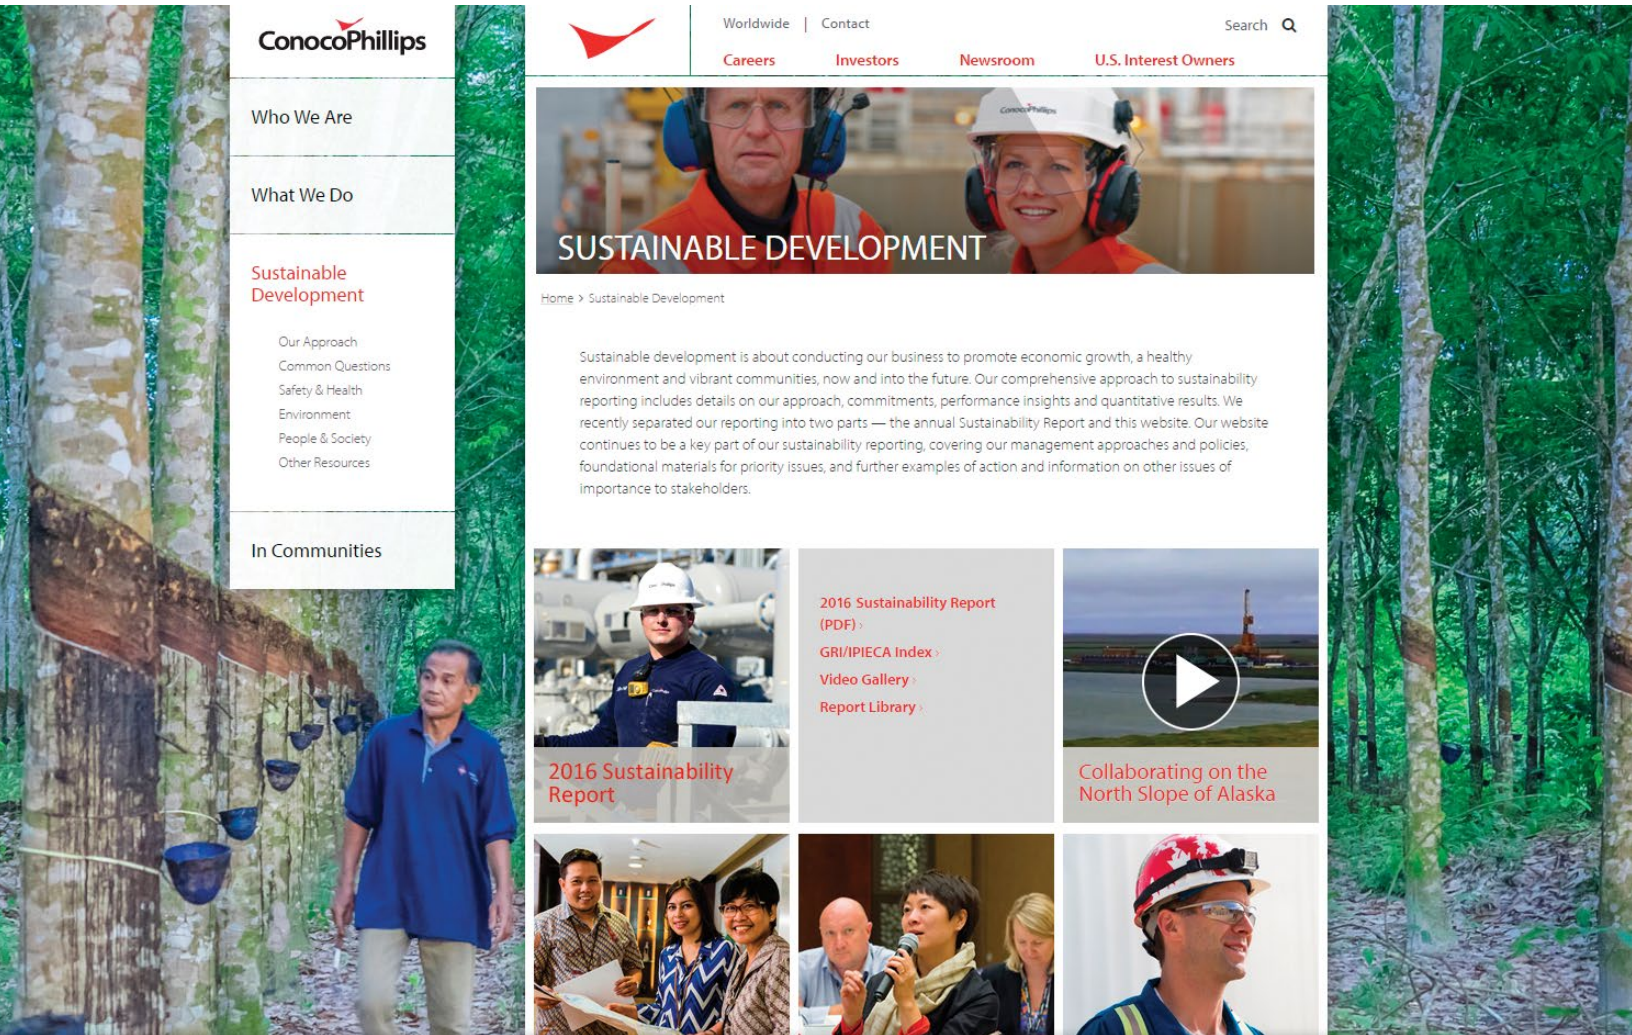 ConocoPhillips
Who We Are
What We Do
Sustainable
Development
Our Approach
Common Questions
Safety & Health
Environment
People & Society
Other Resources
In Communities
Worldwide | Contact
Search
Careers Investors Newsroom U.S. Interest Owners
ConocoPhillips
SUSTAINABLE DEVELOPMENT
Home > Sustainable Development
Sustainable development is about conducting our business to promote economic growth, a healthy
environment and vibrant communities, now and into the future. Our comprehensive approach to sustainability
reporting includes details on our approach, commitments, performance insights and quantitative results. We
recently separated our reporting into two parts — the annual Sustainability Report and this website. Our website
continues to be a key part of our sustainability reporting, covering our management approaches and policies,
foundational materials for priority issues, and further examples of action and information on other issues of
importance to stakeholders.
2016 Sustainability
Report
2016 Sustainability Report
(PDF) ›
GRI/IPIECA Index ›
Video Gallery ›
Report Library ›
Collaborating on the
North Slope of Alaska